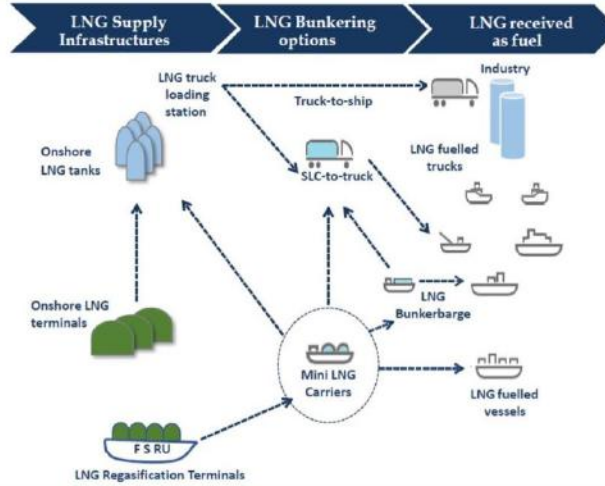 LNG Supply
Infrastructures
LNG Bunkering
options
LNG received
as fuel
LNG truck
loading
station
Truck-to-ship
Industry
Onshore
LNG tanks
SLC-to-truck
LNG fuelled
trucks
Onshore LNG
terminals
LNG
Bunkerbarge
Mini LNG
Carriers
LNG fuelled
vessels
F S RU
LNG Regasification Terminals